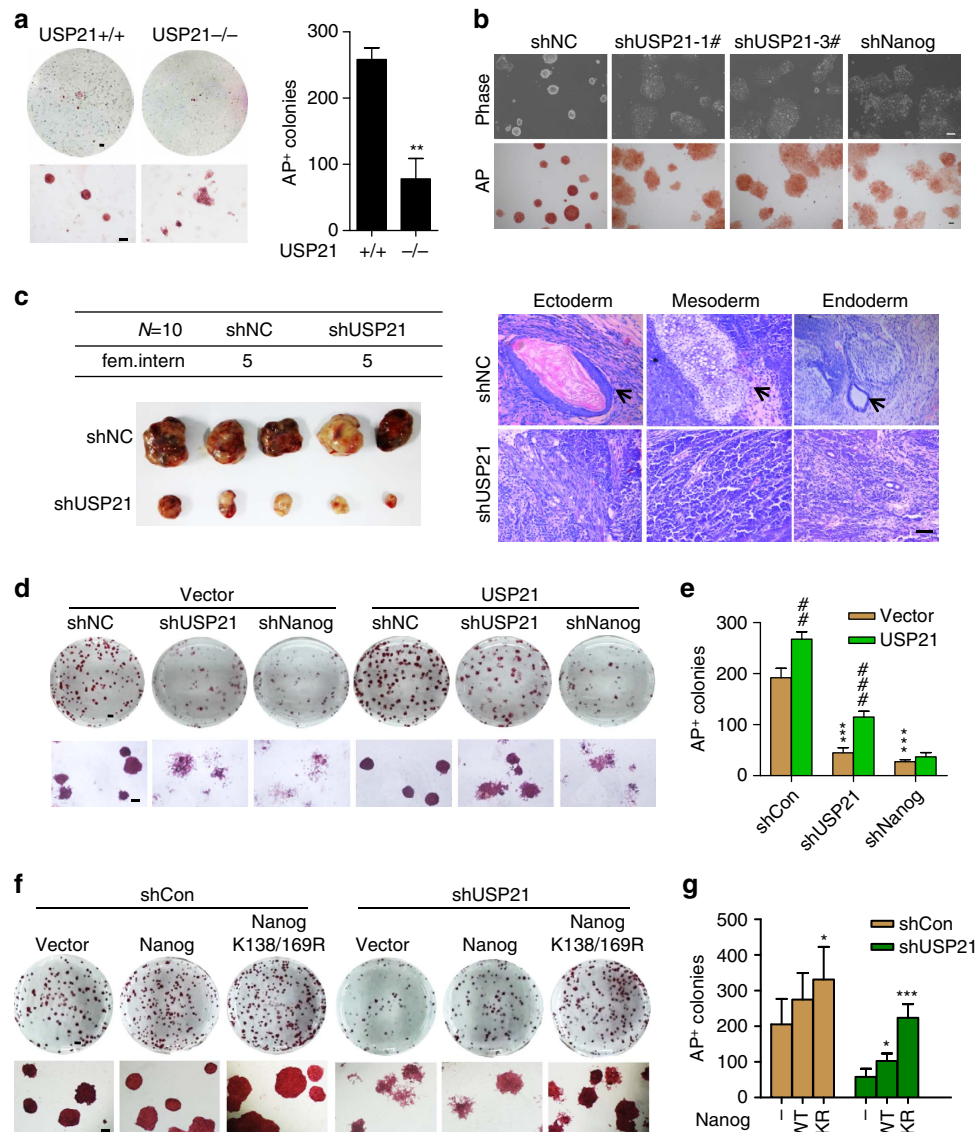 a
USP21+/+ USP21–/–
300
200
100
0
AP+ colonies
**
USP21 +/+ –/–
b
shNC shUSP21-1# shUSP21-3# shNanog
Phase
AP
c
N=10 shNC shUSP21
fem.intern 5 5
shNC
shUSP21
Ectoderm Mesoderm Endoderm
shNC
shUSP21
d
Vector USP21
shNC shUSP21 shNanog shNC shUSP21 shNanog
e
Vector
USP21
300
200
100
0
AP+ colonies
##
***
###
***
shCon shUSP21 shNanog
f
shCon shUSP21
Vector Nanog Nanog K138/169R Vector Nanog Nanog K138/169R
g
shCon
shUSP21
500
400
300
200
100
0
AP+ colonies
*
*
***
Nanog – WT KR – WT KR